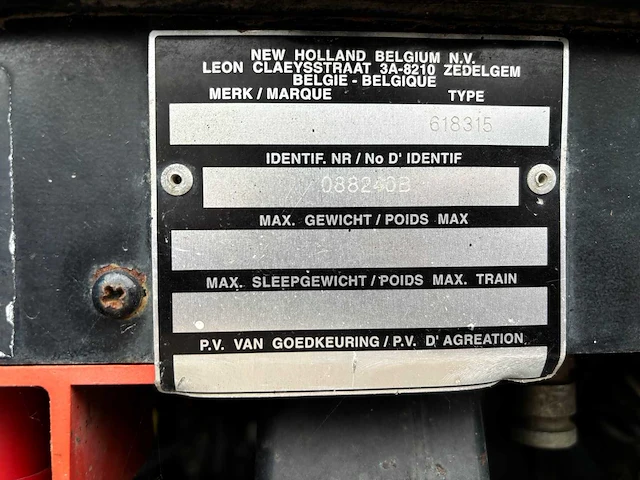 NEW HOLLAND BELGIUM N.V.
LEON CLAEYSSTRAAT 3A-8210 ZEDELGEM
BELGIE - BELGIQUE
MERK / MARQUE TYPE
618315
IDENTIF. NR / No D' IDENTIF
088240B
MAX. GEWICHT / POIDS MAX
MAX. SLEEPGEWICHT / POIDS MAX. TRAIN
P.V. VAN GOEDKEURING / P.V. D' AGREATION